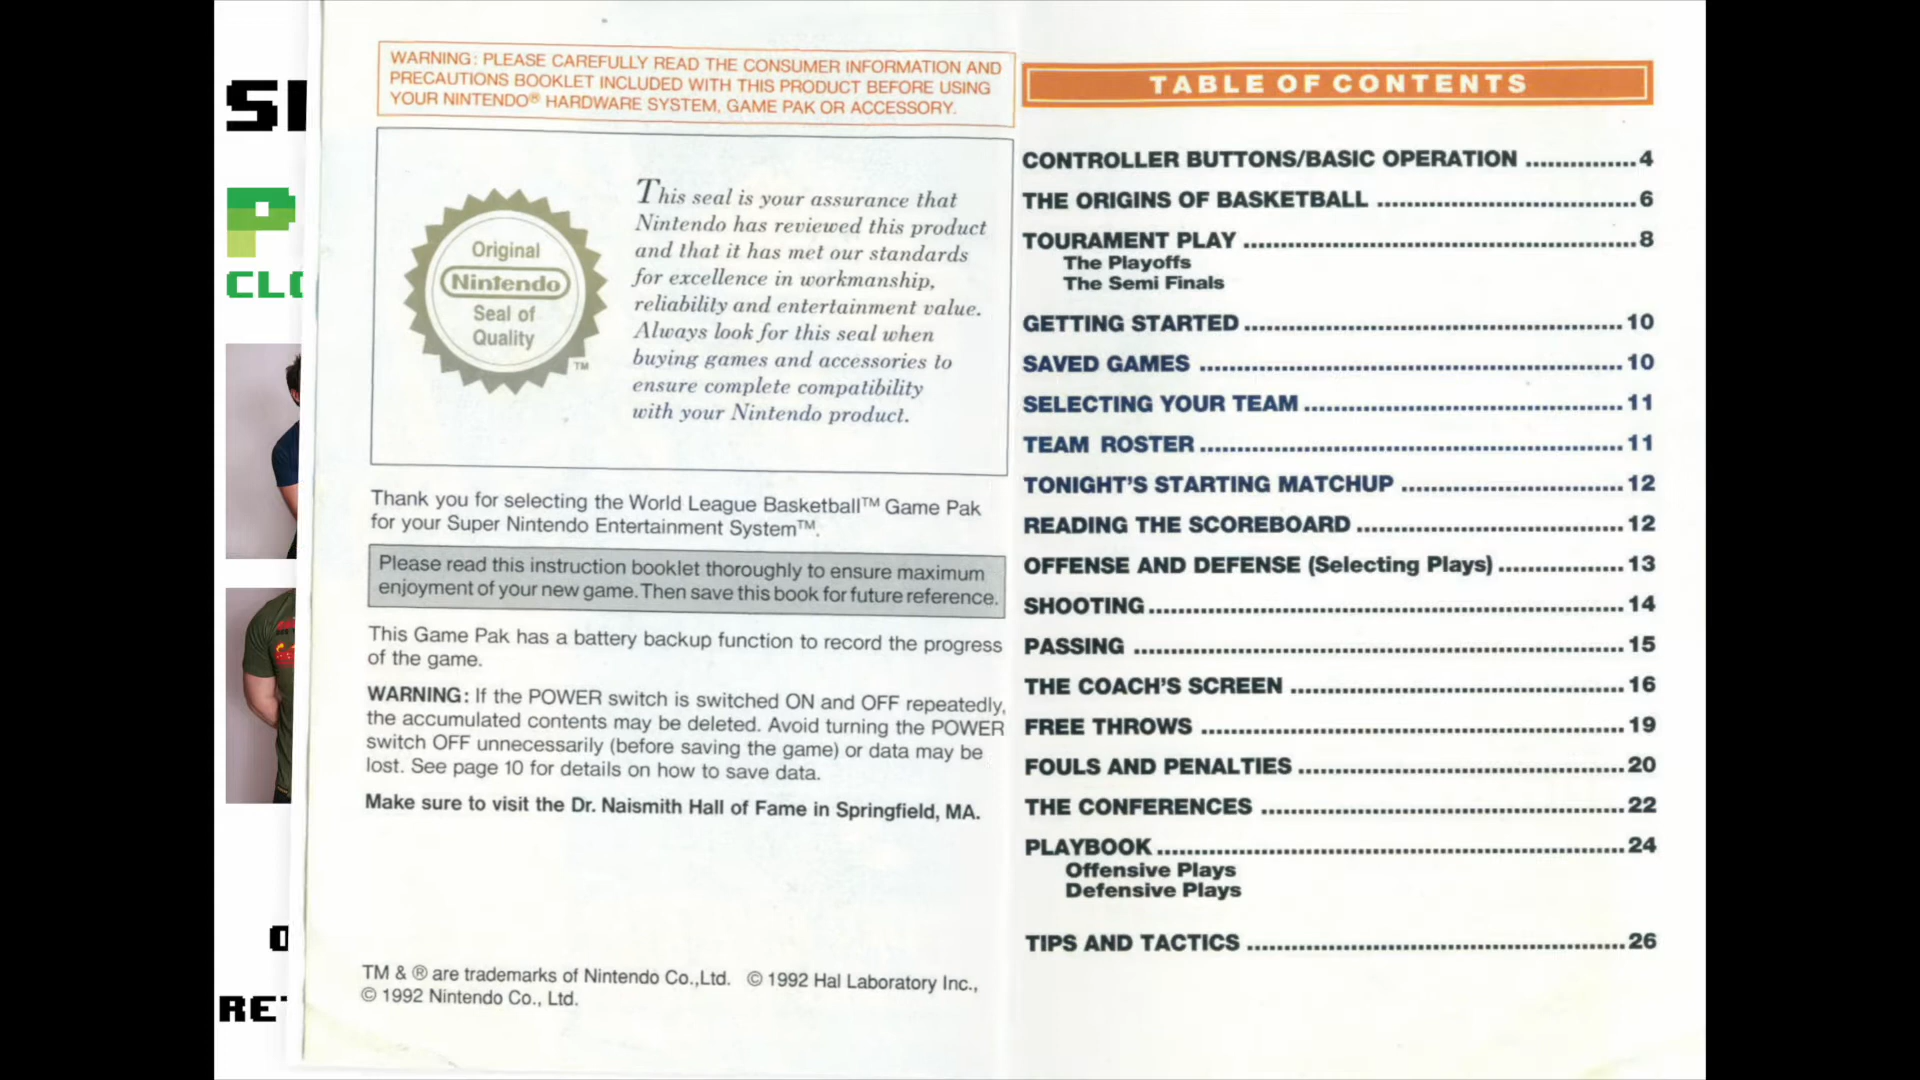 WARNING: PLEASE CAREFULLY READ THE CONSUMER INFORMATION AND
PRECAUTIONS BOOKLET INCLUDED WITH THIS PRODUCT BEFORE USING
YOUR NINTENDO® HARDWARE SYSTEM, GAME PAK OR ACCESSORY.
Original
Nintendo
Seal of
Quality
TM
This seal is your assurance that
Nintendo has reviewed this product
and that it has met our standards
for excellence in workmanship,
reliability and entertainment value.
Always look for this seal when
buying games and accessories to
ensure complete compatibility
with your Nintendo product.
Thank you for selecting the World League Basketball™ Game Pak
for your Super Nintendo Entertainment System™.
Please read this instruction booklet thoroughly to ensure maximum
enjoyment of your new game. Then save this book for future reference.
This Game Pak has a battery backup function to record the progress
of the game.
WARNING: If the POWER switch is switched ON and OFF repeatedly,
the accumulated contents may be deleted. Avoid turning the POWER
switch OFF unnecessarily (before saving the game) or data may be
lost. See page 10 for details on how to save data.
Make sure to visit the Dr. Naismith Hall of Fame in Springfield, MA.
TM & ® are trademarks of Nintendo Co.,Ltd. © 1992 Hal Laboratory Inc.,
© 1992 Nintendo Co., Ltd.
TABLE OF CONTENTS
CONTROLLER BUTTONS/BASIC OPERATION ..............4
THE ORIGINS OF BASKETBALL ................................6
TOURAMENT PLAY ................................8
The Playoffs
The Semi Finals
GETTING STARTED ................................10
SAVED GAMES ................................10
SELECTING YOUR TEAM ................................11
TEAM ROSTER ................................11
TONIGHT'S STARTING MATCHUP ................................12
READING THE SCOREBOARD ................................12
OFFENSE AND DEFENSE (Selecting Plays) ................13
SHOOTING ................................14
PASSING ................................15
THE COACH'S SCREEN ................................16
FREE THROWS ................................19
FOULS AND PENALTIES ................................20
THE CONFERENCES ................................22
PLAYBOOK ................................24
Offensive Plays
Defensive Plays
TIPS AND TACTICS ................................26